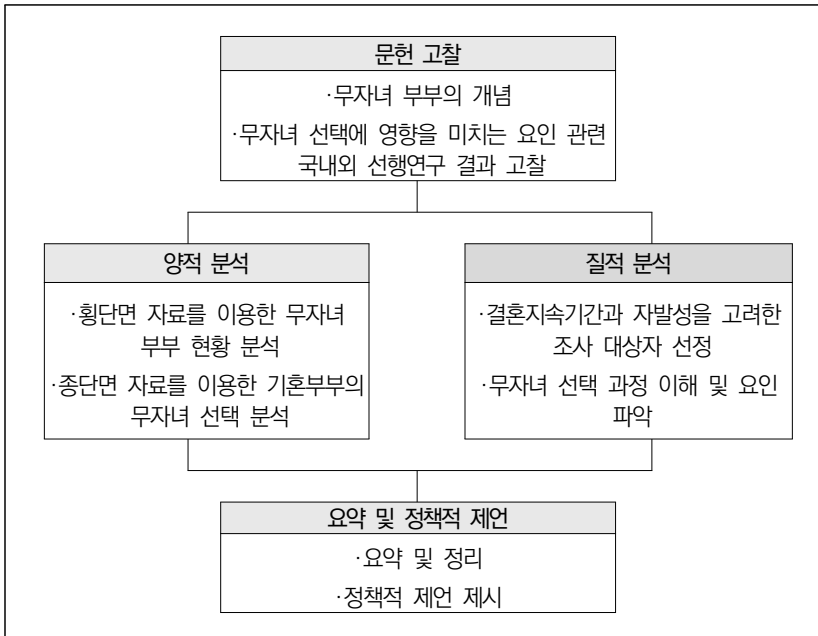 문헌 고찰
·무자녀 부부의 개념
·무자녀 선택에 영향을 미치는 요인 관련
국내외 선행연구 결과 고찰
양적 분석
·횡단면 자료를 이용한 무자녀
부부 현황 분석
·종단면 자료를 이용한 기혼부부의
무자녀 선택 분석
질적 분석
·결혼지속기간과 자발성을 고려한
조사 대상자 선정
·무자녀 선택 과정 이해 및 요인
파악
요약 및 정책적 제언
·요약 및 정리
·정책적 제언 제시